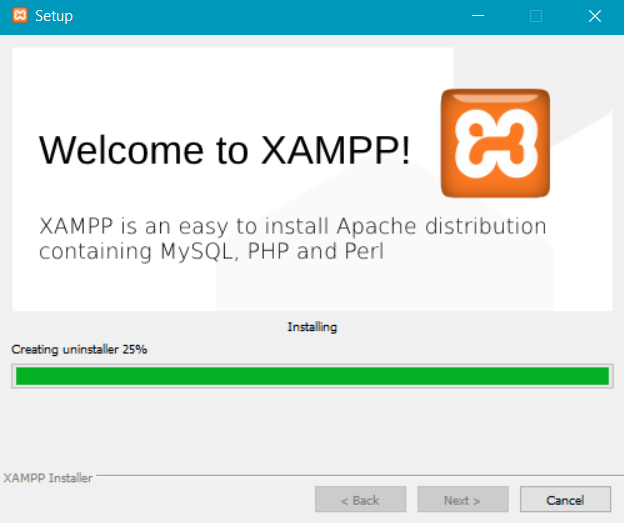 Setup
Welcome to XAMPP!
XAMPP is an easy to install Apache distribution
containing MySQL, PHP and Perl
Installing
Creating uninstaller 25%
XAMPP Installer
< Back
Next >
Cancel